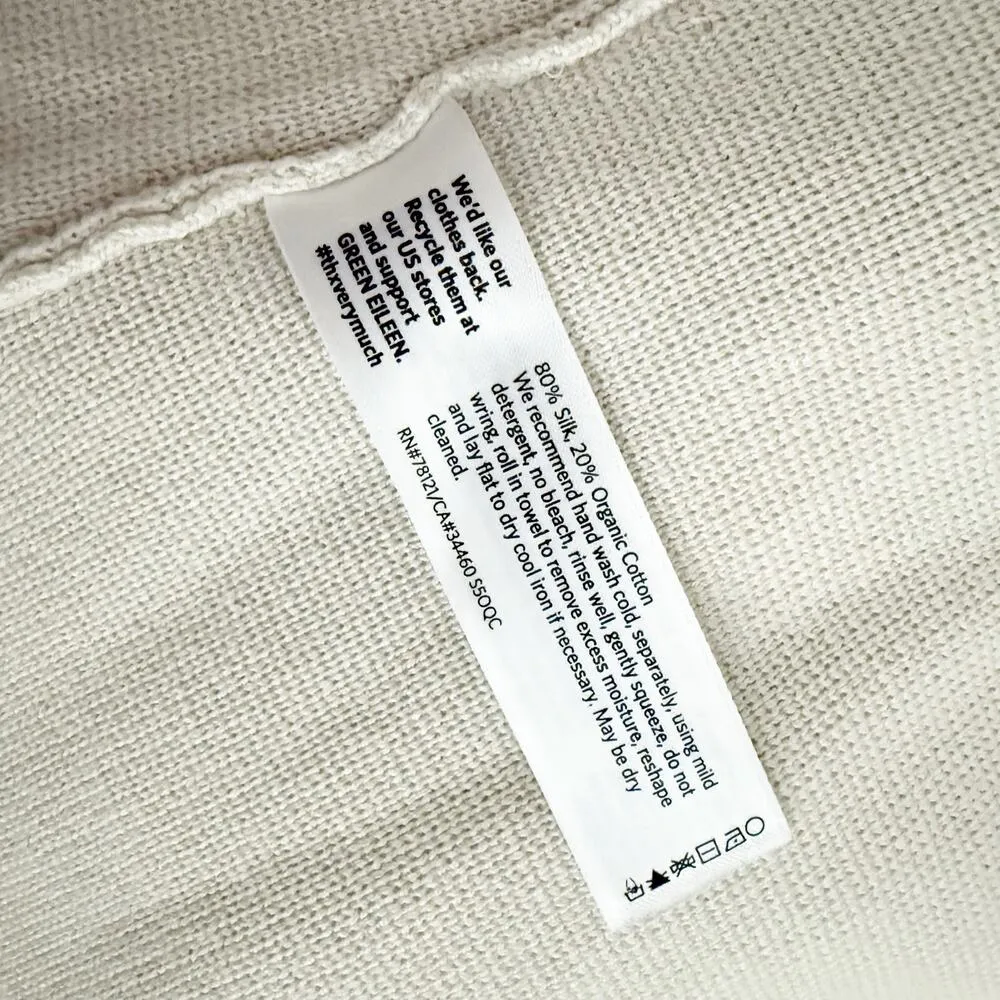 We'd like our
clothes back.
Recycle them at
our US stores
and support
GREEN EILEEN.
#thxverymuch
80% Silk, 20% Organic Cotton
We recommend hand wash cold, separately, using mild
detergent, no bleach, rinse well, gently squeeze, do not
wring, roll in towel to remove excess moisture, reshape
and lay flat to dry cool iron if necessary. May be dry
cleaned.
RN#78121/CA#34460 S5OQC